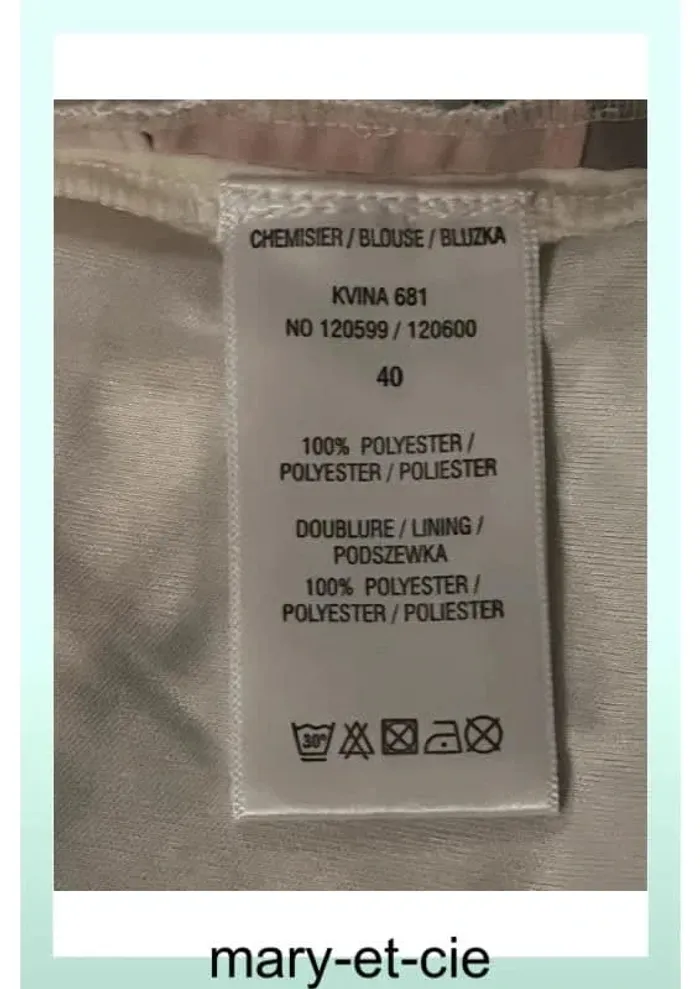 CHEMISIER / BLOUSE / BLUZKA
KVINA 681
NO 120599 / 120600
40
100% POLYESTER /
POLYESTER / POLIESTER
DOUBLURE / LINING /
PODSZEWKA
100% POLYESTER /
POLYESTER / POLIESTER
30°
mary-et-cie